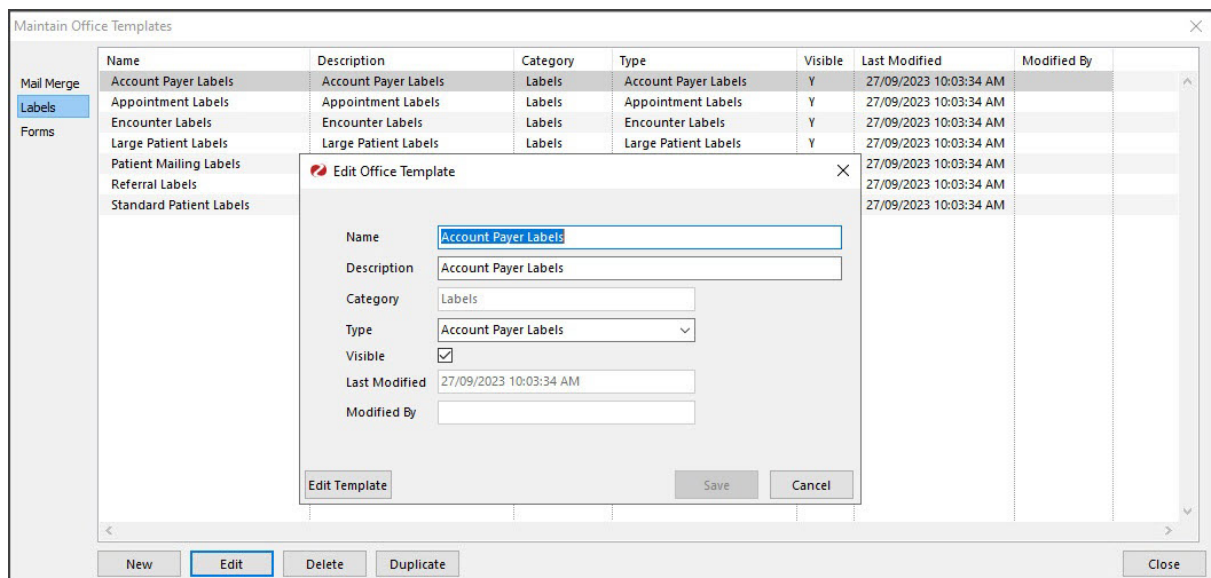 Maintain Office Templates
Name Description Category Type Visible Last Modified Modified By
Mail Merge
Labels
Forms
Account Payer Labels Account Payer Labels Labels Account Payer Labels Y 27/09/2023 10:03:34 AM
Appointment Labels Appointment Labels Labels Appointment Labels Y 27/09/2023 10:03:34 AM
Encounter Labels Encounter Labels Labels Encounter Labels Y 27/09/2023 10:03:34 AM
Large Patient Labels Large Patient Labels Labels Large Patient Labels Y 27/09/2023 10:03:34 AM
Patient Mailing Labels 27/09/2023 10:03:34 AM
Referral Labels 27/09/2023 10:03:34 AM
Standard Patient Labels 27/09/2023 10:03:34 AM
Edit Office Template
Name Account Payer Labels
Description Account Payer Labels
Category Labels
Type Account Payer Labels
Visible
Last Modified 27/09/2023 10:03:34 AM
Modified By
Edit Template Save Cancel
New Edit Delete Duplicate Close